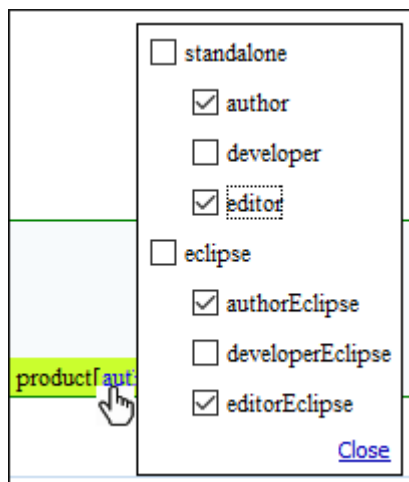 standalone
author
developer
editor
eclipse
authorEclipse
developerEclipse
product[
editorEclipse
Close